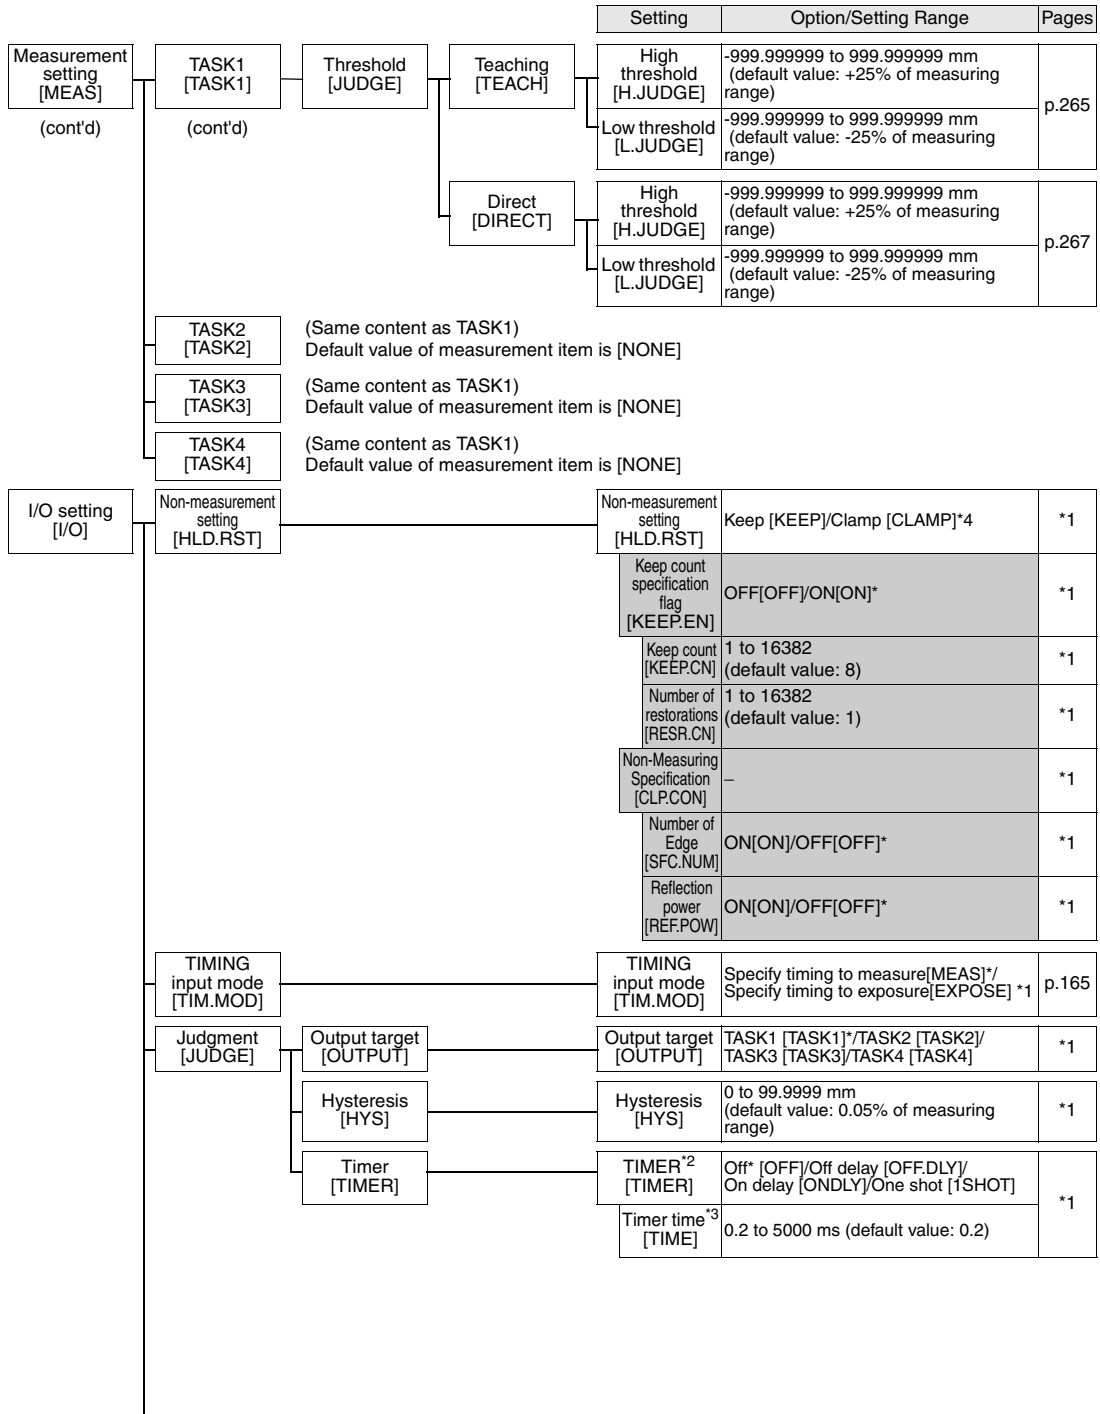 Setting Option/Setting Range Pages
Measurement
setting
[MEAS]
(cont'd)
TASK1
[TASK1]
(cont'd)
Threshold
[JUDGE]
Teaching
[TEACH]
High
threshold
[H.JUDGE]
-999.999999 to 999.999999 mm
(default value: +25% of measuring
range)
p.265
Low threshold
[L.JUDGE]
-999.999999 to 999.999999 mm
(default value: -25% of measuring
range)
Direct
[DIRECT]
High
threshold
[H.JUDGE]
-999.999999 to 999.999999 mm
(default value: +25% of measuring
range)
p.267
Low threshold
[L.JUDGE]
-999.999999 to 999.999999 mm
(default value: -25% of measuring
range)
TASK2
[TASK2]
(Same content as TASK1)
Default value of measurement item is [NONE]
TASK3
[TASK3]
(Same content as TASK1)
Default value of measurement item is [NONE]
TASK4
[TASK4]
(Same content as TASK1)
Default value of measurement item is [NONE]
I/O setting
[I/O]
Non-measurement
setting
[HLD.RST]
Non-measurement
setting
[HLD.RST]
Keep [KEEP]/Clamp [CLAMP]*4
*1
Keep count
specification
flag
[KEEP.EN]
OFF[OFF]/ON[ON]*
*1
Keep count
[KEEP.CN]
1 to 16382
(default value: 8)
*1
Number of
restorations
[RESR.CN]
1 to 16382
(default value: 1)
*1
Non-Measuring
Specification
[CLP.CON]
–
*1
Number of
Edge
[SFC.NUM]
ON[ON]/OFF[OFF]*
*1
Reflection
power
[REF.POW]
ON[ON]/OFF[OFF]*
*1
TIMING
input mode
[TIM.MOD]
TIMING
input mode
[TIM.MOD]
Specify timing to measure[MEAS]*/
Specify timing to exposure[EXPOSE] *1
p.165
Judgment
[JUDGE]
Output target
[OUTPUT]
Output target
[OUTPUT]
TASK1 [TASK1]*/TASK2 [TASK2]/
TASK3 [TASK3]/TASK4 [TASK4]
*1
Hysteresis
[HYS]
Hysteresis
[HYS]
0 to 99.9999 mm
(default value: 0.05% of measuring
range)
*1
Timer
[TIMER]
TIMER*2
[TIMER]
Off* [OFF]/Off delay [OFF.DLY]/
On delay [ONDLY]/One shot [1SHOT]
*1
Timer time*3
[TIME]
0.2 to 5000 ms (default value: 0.2)